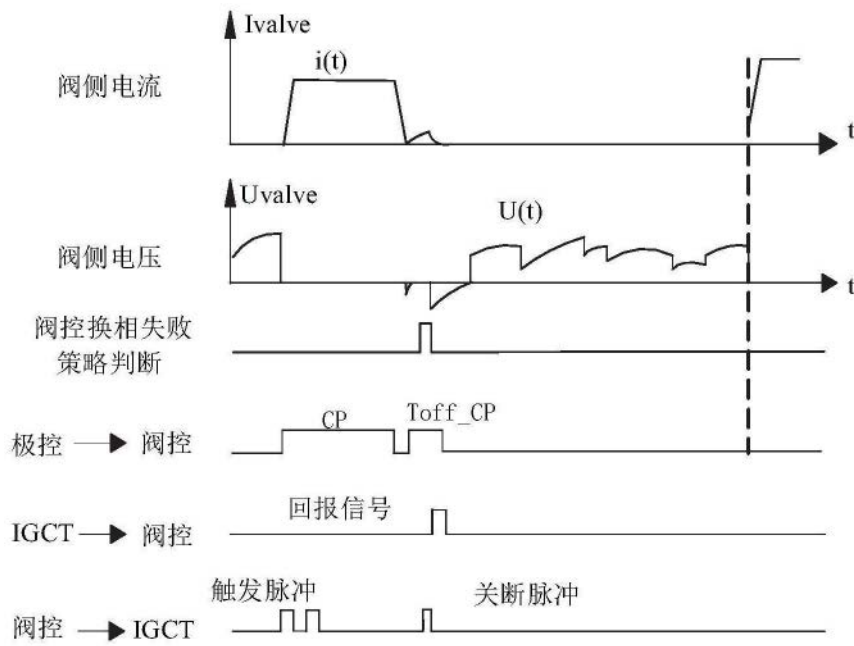 Ivalve
i(t)
阀侧电流
t
Uvalve
U(t)
阀侧电压
t
阀控换相失败
策略判断
CP
Toff_CP
极控 阀控
回报信号
IGCT 阀控
触发脉冲
关断脉冲
阀控 IGCT